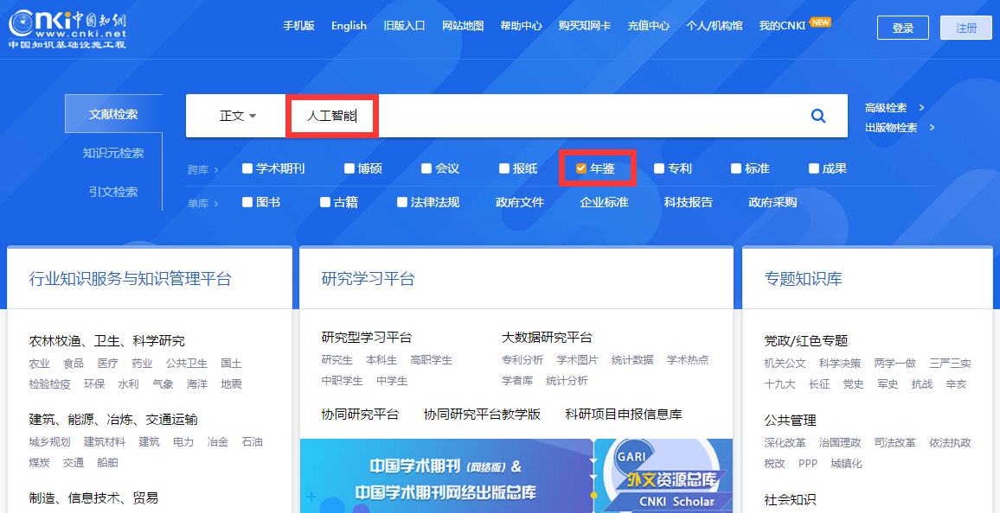 cnki中国知网
www.cnki.net
中国知识基础设施工程
手机版 English 旧版入口 网站地图 帮助中心 购买知网卡 充值中心 个人/机构馆 我的CNKI NEW
登录 注册
文献检索
知识元检索
引文检索
正文 人工智能
高级检索 >
出版物检索 >
跨库 > 学术期刊 博硕 会议 报纸 年鉴 专利 标准 成果
单库 > 图书 古籍 法律法规 政府文件 企业标准 科技报告 政府采购
行业知识服务与知识管理平台
农林牧渔、卫生、科学研究
农业 食品 医疗 药业 公共卫生 国土
检验检疫 环保 水利 气象 海洋 地震
建筑、能源、冶炼、交通运输
城乡规划 建筑材料 建筑 电力 冶金 石油
煤炭 交通 船舶
制造、信息技术、贸易
研究学习平台
研究型学习平台
研究生 本科生 高职学生
中职学生 中学生
大数据研究平台
专利分析 学术图片 统计数据 学术热点
学者库 统计分析
协同研究平台 协同研究平台教学版 科研项目申报信息库
中国学术期刊(网络版)&
中国学术期刊网络出版总库
GARI
外文资源总库
CNKI Scholar
专题知识库
党政/红色专题
机关公文 科学决策 两学一做 三严三实
十九大 长征 党史 军史 抗战 辛亥
公共管理
深化改革 治国理政 司法改革 依法执政
税改 PPP 城镇化
社会知识